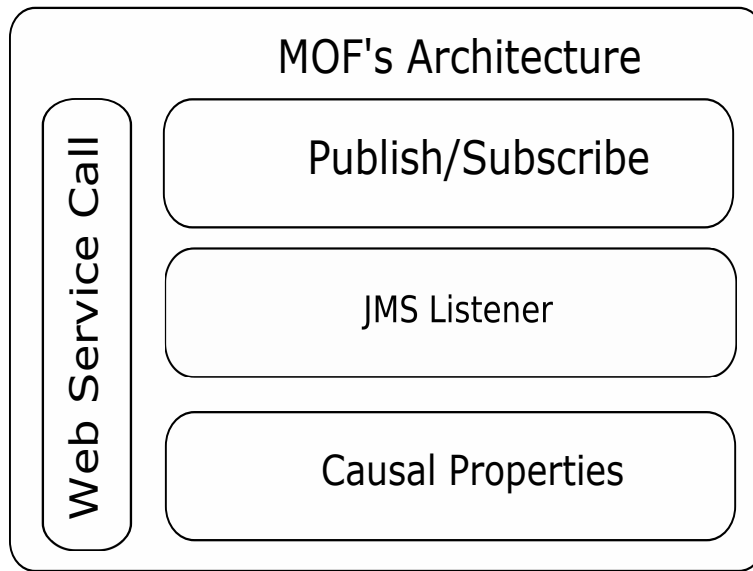 MOF's Architecture
Web Service Call
Publish/Subscribe
JMS Listener
Causal Properties